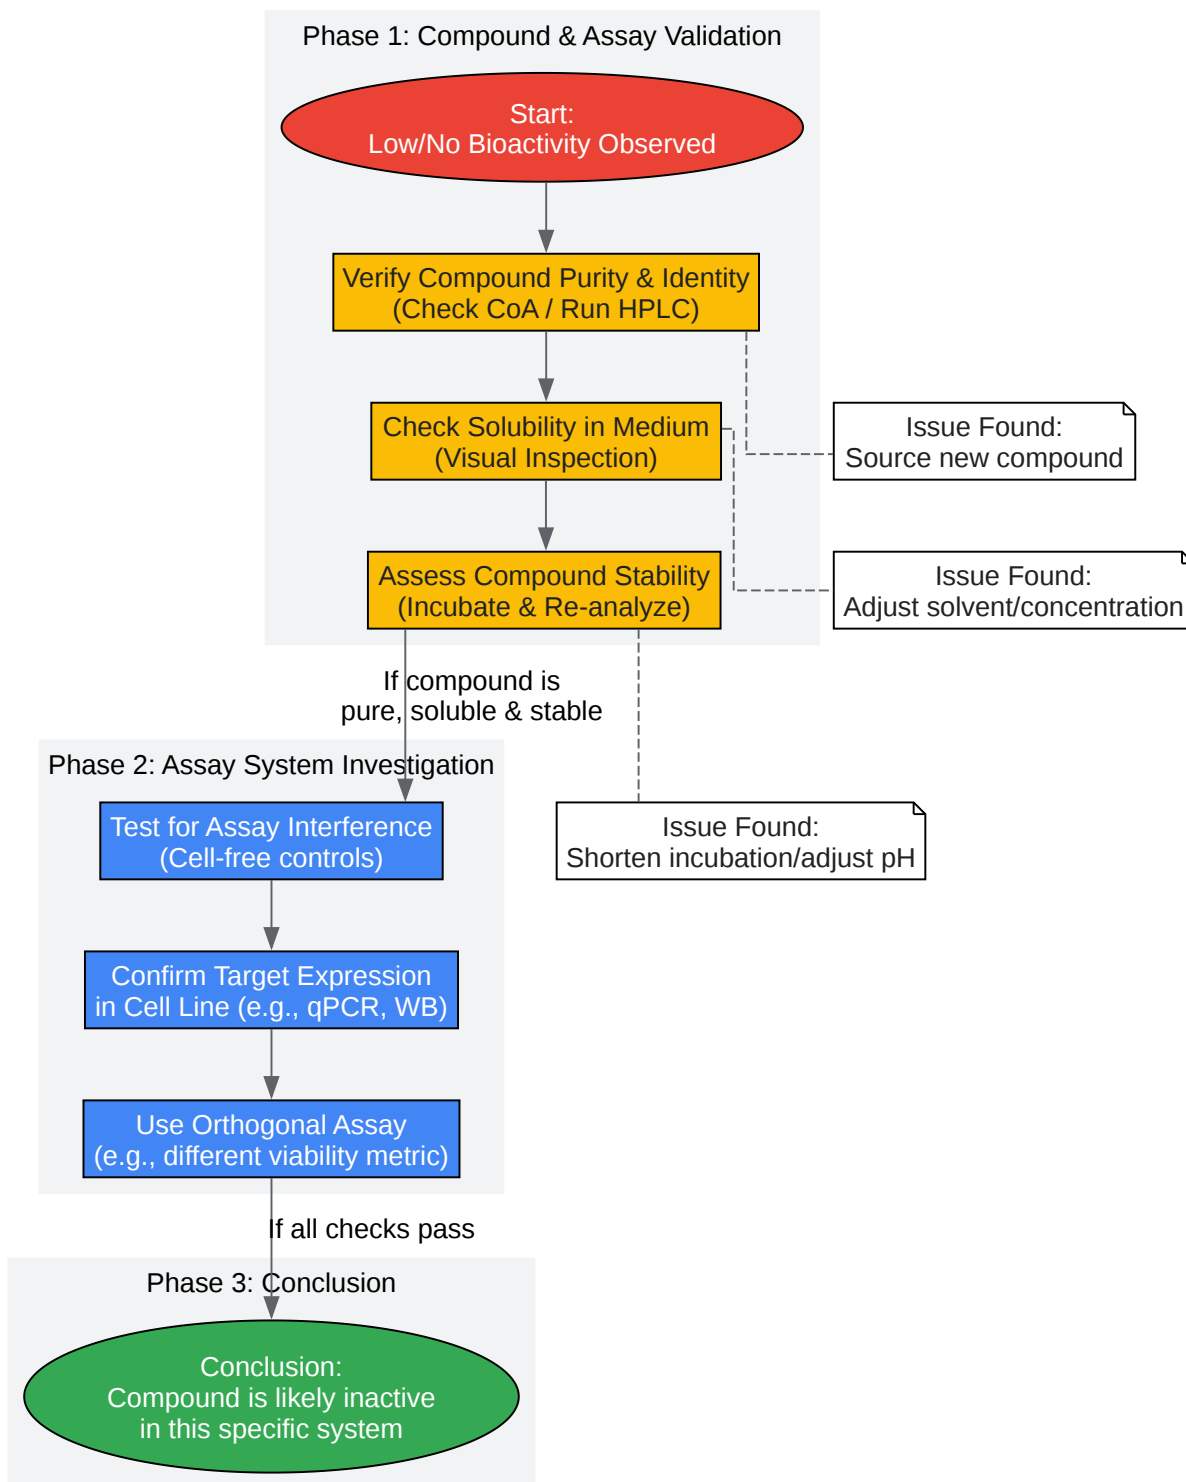 Phase 1: Compound & Assay Validation
Start:
Low/No Bioactivity Observed
Verify Compound Purity & Identity
(Check CoA / Run HPLC)
Check Solubility in Medium
(Visual Inspection)
Issue Found:
Source new compound
Assess Compound Stability
(Incubate & Re-analyze)
Issue Found:
Adjust solvent/concentration
If compound is
pure, soluble & stable
Phase 2: Assay System Investigation
Test for Assay Interference
(Cell-free controls)
Issue Found:
Shorten incubation/adjust pH
Confirm Target Expression
in Cell Line (e.g., qPCR, WB)
Use Orthogonal Assay
(e.g., different viability metric)
If all checks pass
Phase 3: Conclusion
Conclusion:
Compound is likely inactive
in this specific system